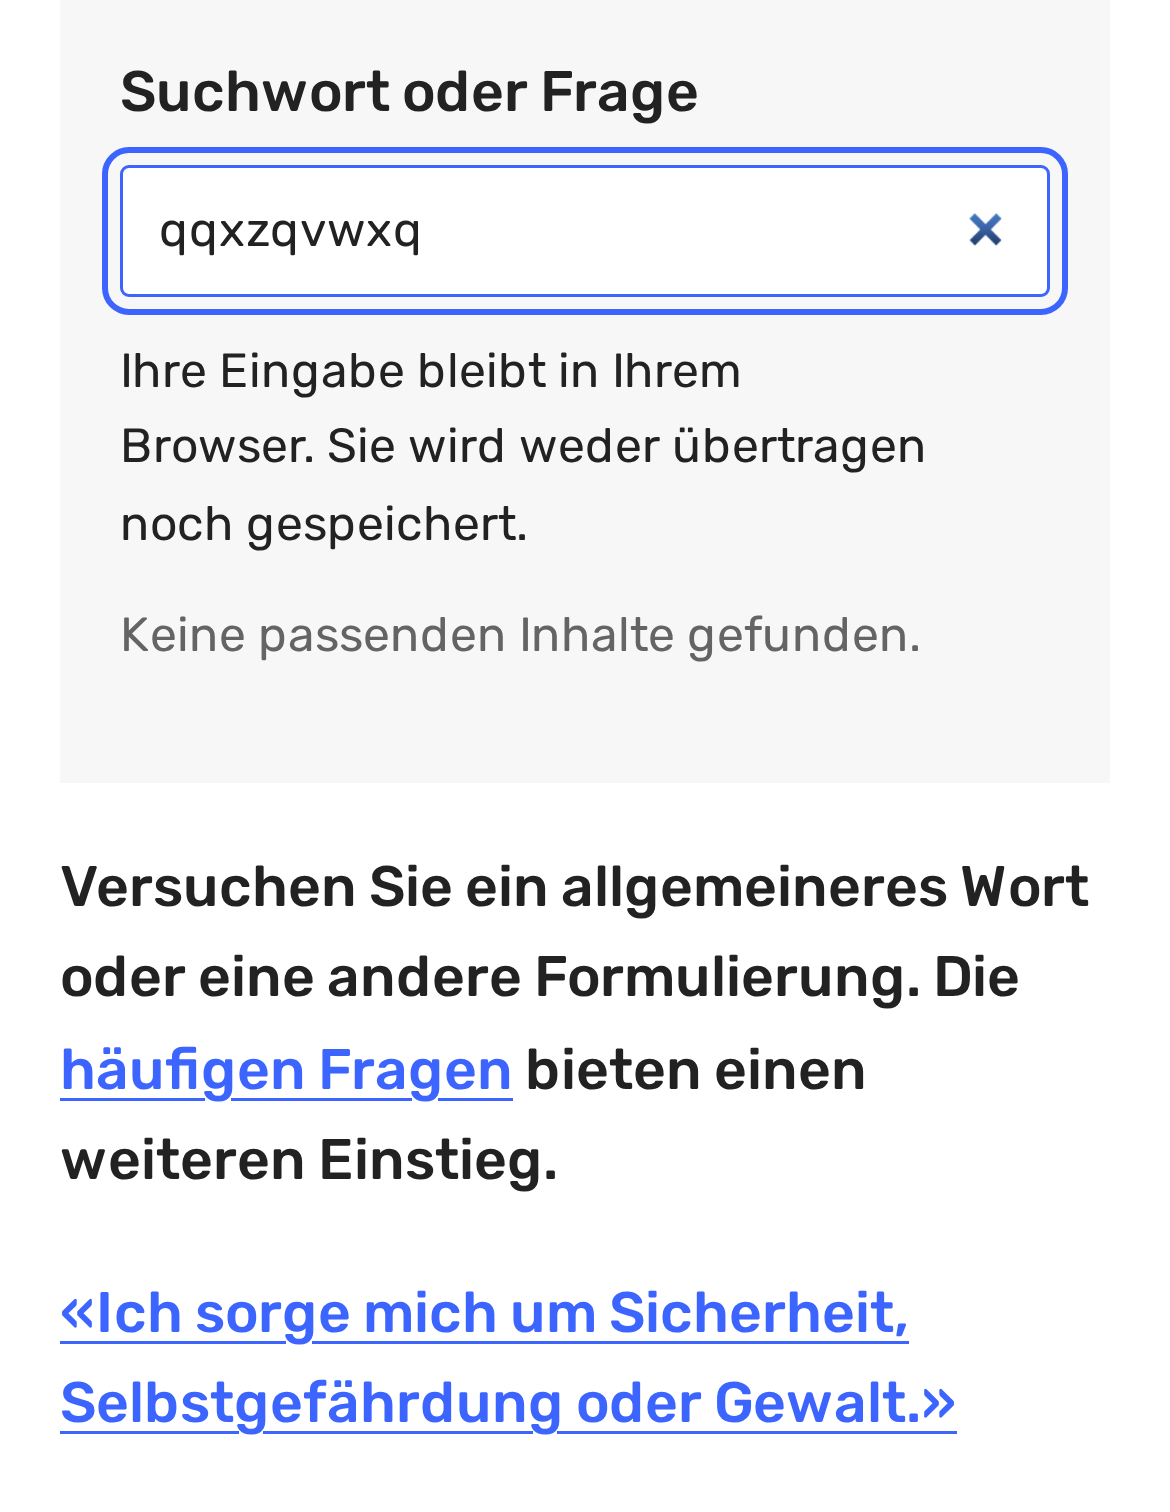 Suchwort oder Frage
qqxzqvwxq
Ihre Eingabe bleibt in Ihrem
Browser. Sie wird weder übertragen
noch gespeichert.
Keine passenden Inhalte gefunden.
Versuchen Sie ein allgemeineres Wort
oder eine andere Formulierung. Die
häufigen Fragen bieten einen
weiteren Einstieg.
«Ich sorge mich um Sicherheit,
Selbstgefährdung oder Gewalt.»